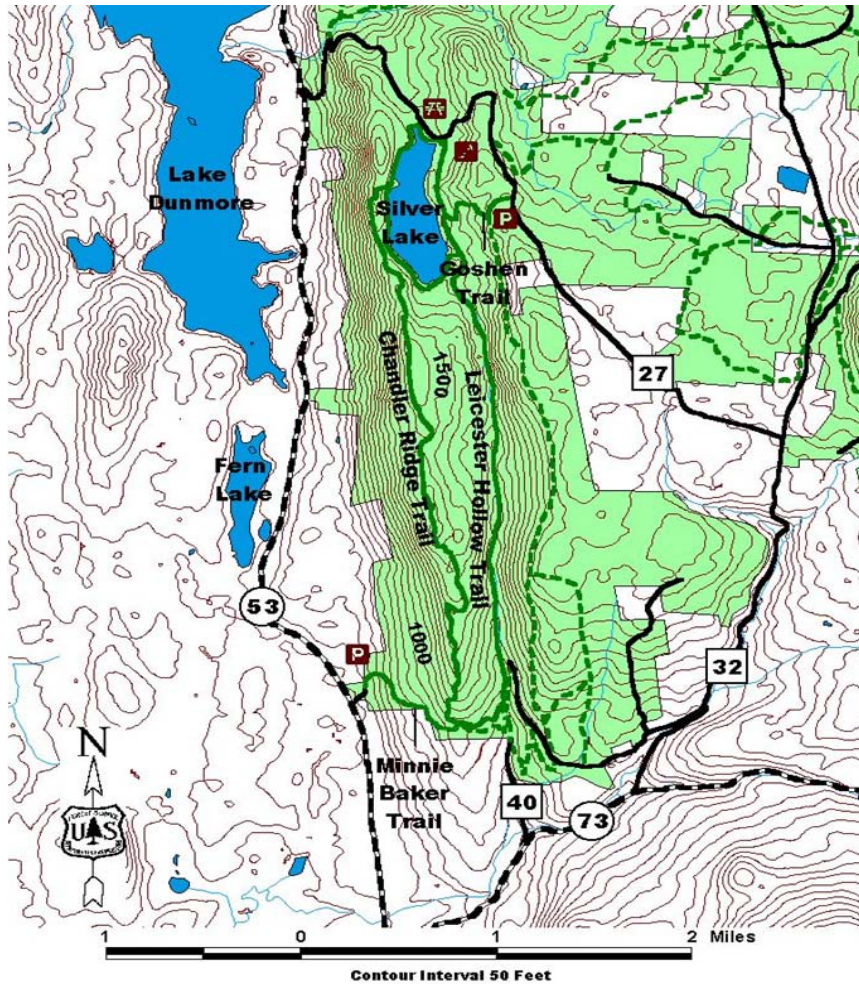 Lake
Dunmore
Silver
Lake
P
Goshen
Trail
27
1500
Chandler Ridge Trail
Leicester Hollow Trail
Fern
Lake
53
P
1000
32
N
Minnie
Baker
Trail
U S
40
73
1 0 1 2 Miles
Contour Interval 50 Feet